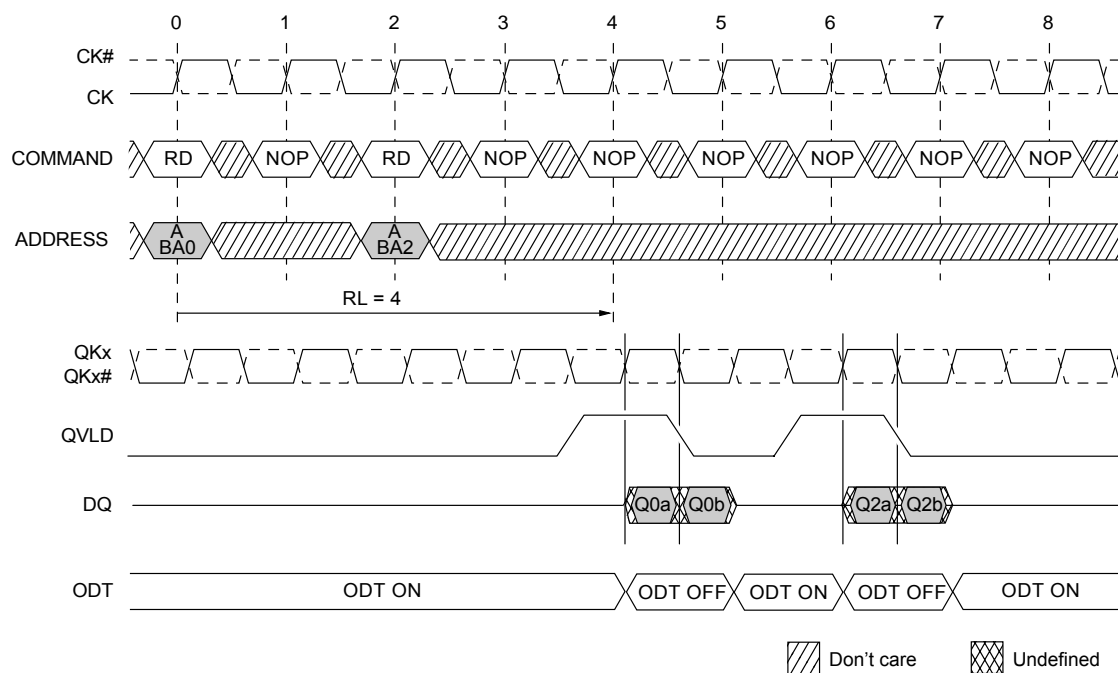 0 1 2 3 4 5 6 7 8
CK#
CK
COMMAND RD NOP RD NOP NOP NOP NOP NOP NOP
ADDRESS A BA0 A BA2
RL = 4
QKx
QKx#
QVLD
DQ Q0a Q0b Q2a Q2b
ODT ODT ON ODT OFF ODT ON ODT OFF ODT ON
Don't care Undefined